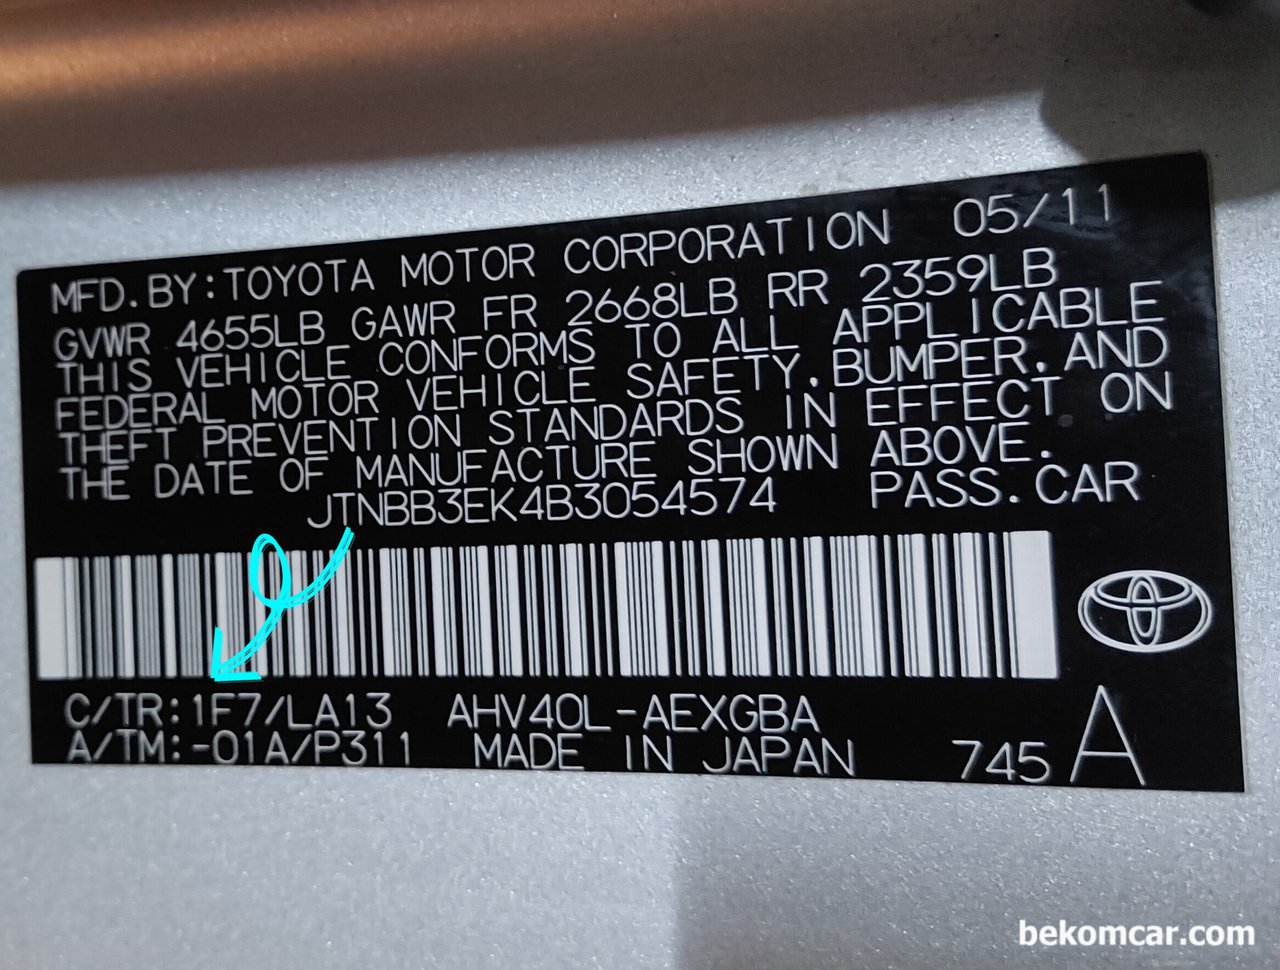 MFD.BY:TOYOTA MOTOR CORPORATION 05/11
GVWR 4655LB GAWR FR 2668LB RR 2359LB
THIS VEHICLE CONFORMS TO ALL APPLICABLE
FEDERAL MOTOR VEHICLE SAFETY.BUMPER.AND
THEFT PREVENTION STANDARDS IN EFFECT ON
THE DATE OF MANUFACTURE SHOWN ABOVE.
JTNBB3EK4B3054574 PASS.CAR
C/TR:1F7/LA13 AHV40L-AEXGBA
A/TM:-01A/P311 MADE IN JAPAN 745 A
bekomcar.com